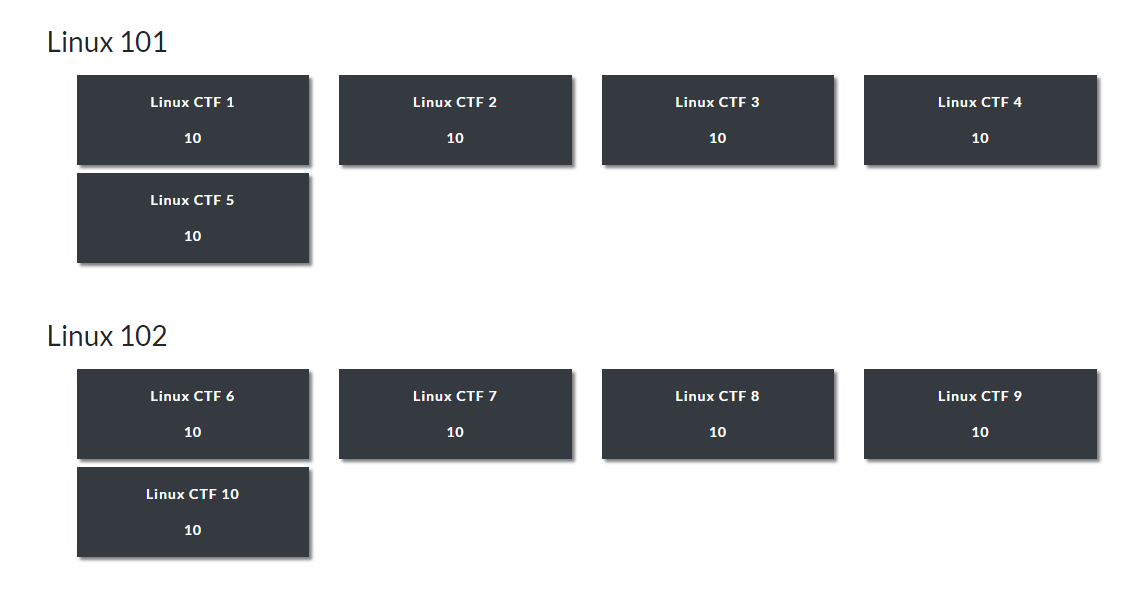 Linux 101
Linux CTF 1
10
Linux CTF 2
10
Linux CTF 3
10
Linux CTF 4
10
Linux CTF 5
10
Linux 102
Linux CTF 6
10
Linux CTF 7
10
Linux CTF 8
10
Linux CTF 9
10
Linux CTF 10
10